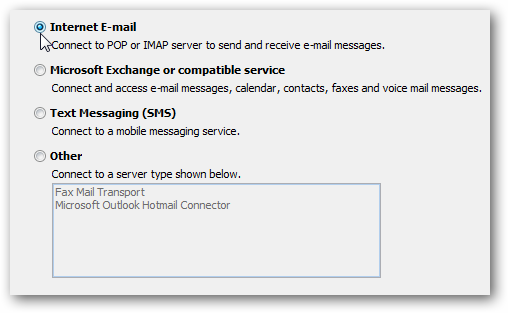 Internet E-mail
Connect to POP or IMAP server to send and receive e-mail messages.
Microsoft Exchange or compatible service
Connect and access e-mail messages, calendar, contacts, faxes and voice mail messages.
Text Messaging (SMS)
Connect to a mobile messaging service.
Other
Connect to a server type shown below.
Fax Mail Transport
Microsoft Outlook Hotmail Connector